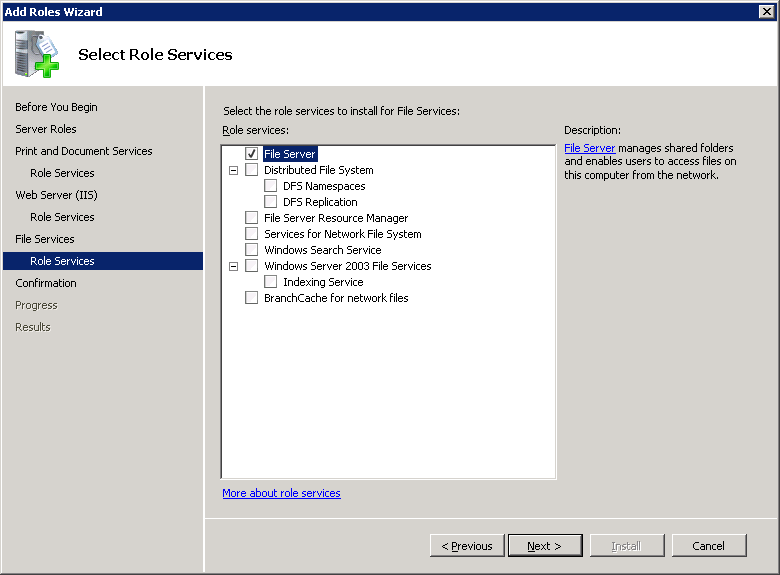 Add Roles Wizard
Select Role Services
Before You Begin
Server Roles
Print and Document Services
Role Services
Web Server (IIS)
Role Services
File Services
Role Services
Confirmation
Progress
Results
Select the role services to install for File Services:
Role services:
File Server
Distributed File System
DFS Namespaces
DFS Replication
File Server Resource Manager
Services for Network File System
Windows Search Service
Windows Server 2003 File Services
Indexing Service
BranchCache for network files
More about role services
Description:
File Server manages shared folders
and enables users to access files on
this computer from the network.
< Previous
Next >
Install
Cancel